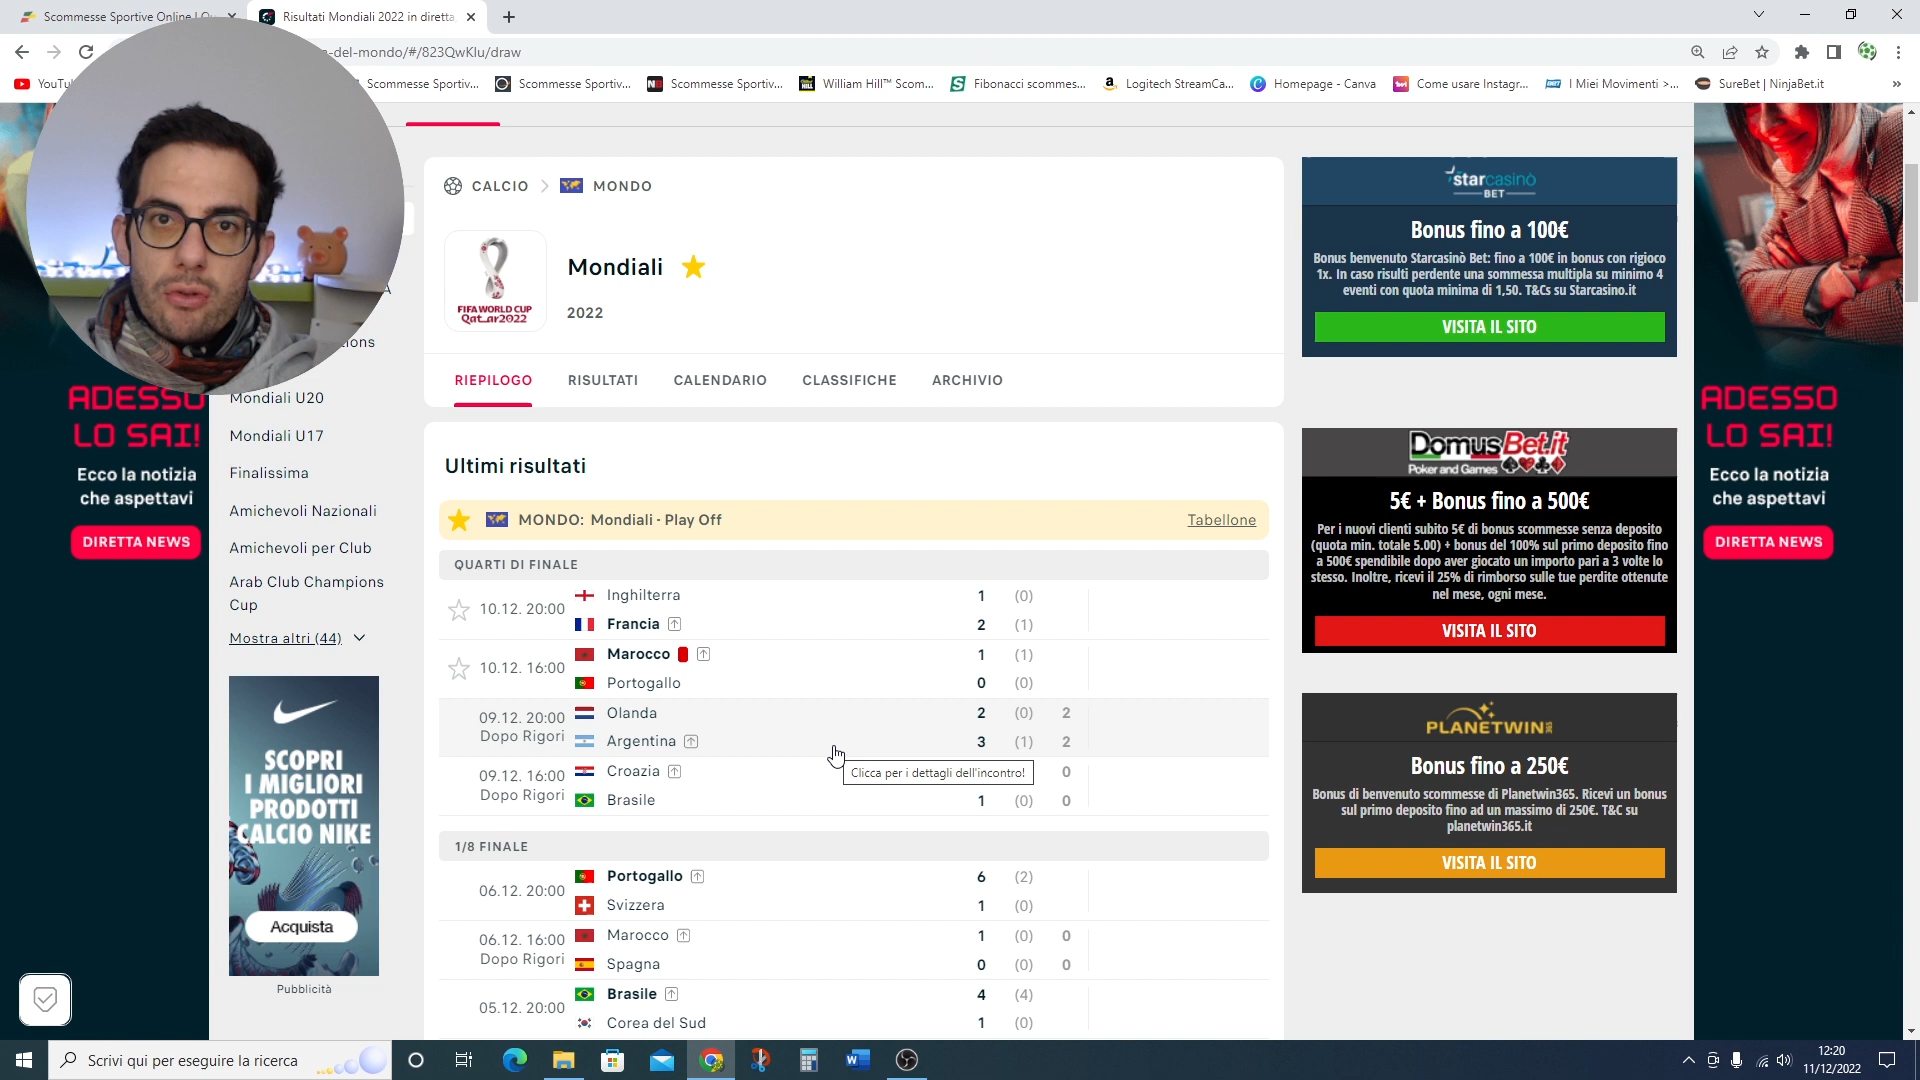 Scommesse Sportive Online
Risultati Mondiali 2022 in diretta,
-del-mondo/#/823QwKlu/draw
Scommesse Sportiv...
Scommesse Sportiv...
Scommesse Sportiv...
William Hill™ Scom...
Fibonacci scommes...
Logitech StreamCa...
Homepage - Canva
Come usare Instagr...
I Miei Movimenti >...
SureBet | NinjaBet.it
»
CALCIO
MONDO
FIFA WORLD CUP
Qatar2022
Mondiali
2022
RIEPILOGO
RISULTATI
CALENDARIO
CLASSIFICHE
ARCHIVIO
Ultimi risultati
MONDO: Mondiali - Play Off
Tabellone
QUARTI DI FINALE
10.12. 20:00
Inghilterra 1 (0)
Francia 2 (1)
10.12. 16:00
Marocco 1 (1)
Portogallo 0 (0)
09.12. 20:00
Dopo Rigori
Olanda 2 (0) 2
Argentina 3 (1) 2
Clicca per i dettagli dell'incontro!
09.12. 16:00
Dopo Rigori
Croazia 0
Brasile 1 (0) 0
1/8 FINALE
06.12. 20:00
Portogallo 6 (2)
Svizzera 1 (0)
06.12. 16:00
Dopo Rigori
Marocco 1 (0) 0
Spagna 0 (0) 0
05.12. 20:00
Brasile 4 (4)
Corea del Sud 1 (0)
Mondiali U20
Mondiali U17
Finalissima
Amichevoli Nazionali
Amichevoli per Club
Arab Club Champions
Cup
Mostra altri (44)
SCOPRI
I MIGLIORI
PRODOTTI
CALCIO NIKE
Acquista
Pubblicità
ADESSO
LO SAI!
Ecco la notizia
che aspettavi
DIRETTA NEWS
starcasinò
BET
Bonus fino a 100€
Bonus benvenuto Starcasinò Bet: fino a 100€ in bonus con rigioco
1x. In caso risulti perdente una sommessa multipla su minimo 4
eventi con quota minima di 1,50. T&Cs su Starcasino.it
VISITA IL SITO
DomusBet.it
Poker and Games
5€ + Bonus fino a 500€
Per i nuovi clienti subito 5€ di bonus scommesse senza deposito
(quota min. totale 5.00) + bonus del 100% sul primo deposito fino
a 500€ spendibile dopo aver giocato un importo pari a 3 volte lo
stesso. Inoltre, ricevi il 25% di rimborso sulle tue perdite ottenute
nel mese, ogni mese.
VISITA IL SITO
PLANETWIN365
Bonus fino a 250€
Bonus di benvenuto scommesse di Planetwin365. Ricevi un bonus
sul primo deposito fino ad un massimo di 250€. T&C su
planetwin365.it
VISITA IL SITO
ADESSO
LO SAI!
Ecco la notizia
che aspettavi
DIRETTA NEWS
Scrivi qui per eseguire la ricerca
12:20
11/12/2022